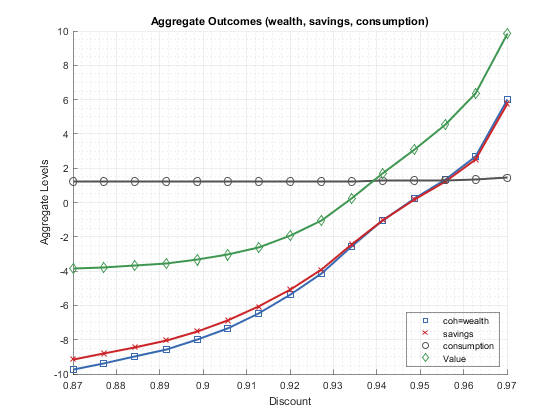 Aggregate Outcomes (wealth, savings, consumption)
10
8
6
4
2
0
-2
-4
-6
-8
-10
Aggregate Levels
0.87 0.88 0.89 0.9 0.91 0.92 0.93 0.94 0.95 0.96 0.97
Discount
coh=wealth
savings
consumption
Value